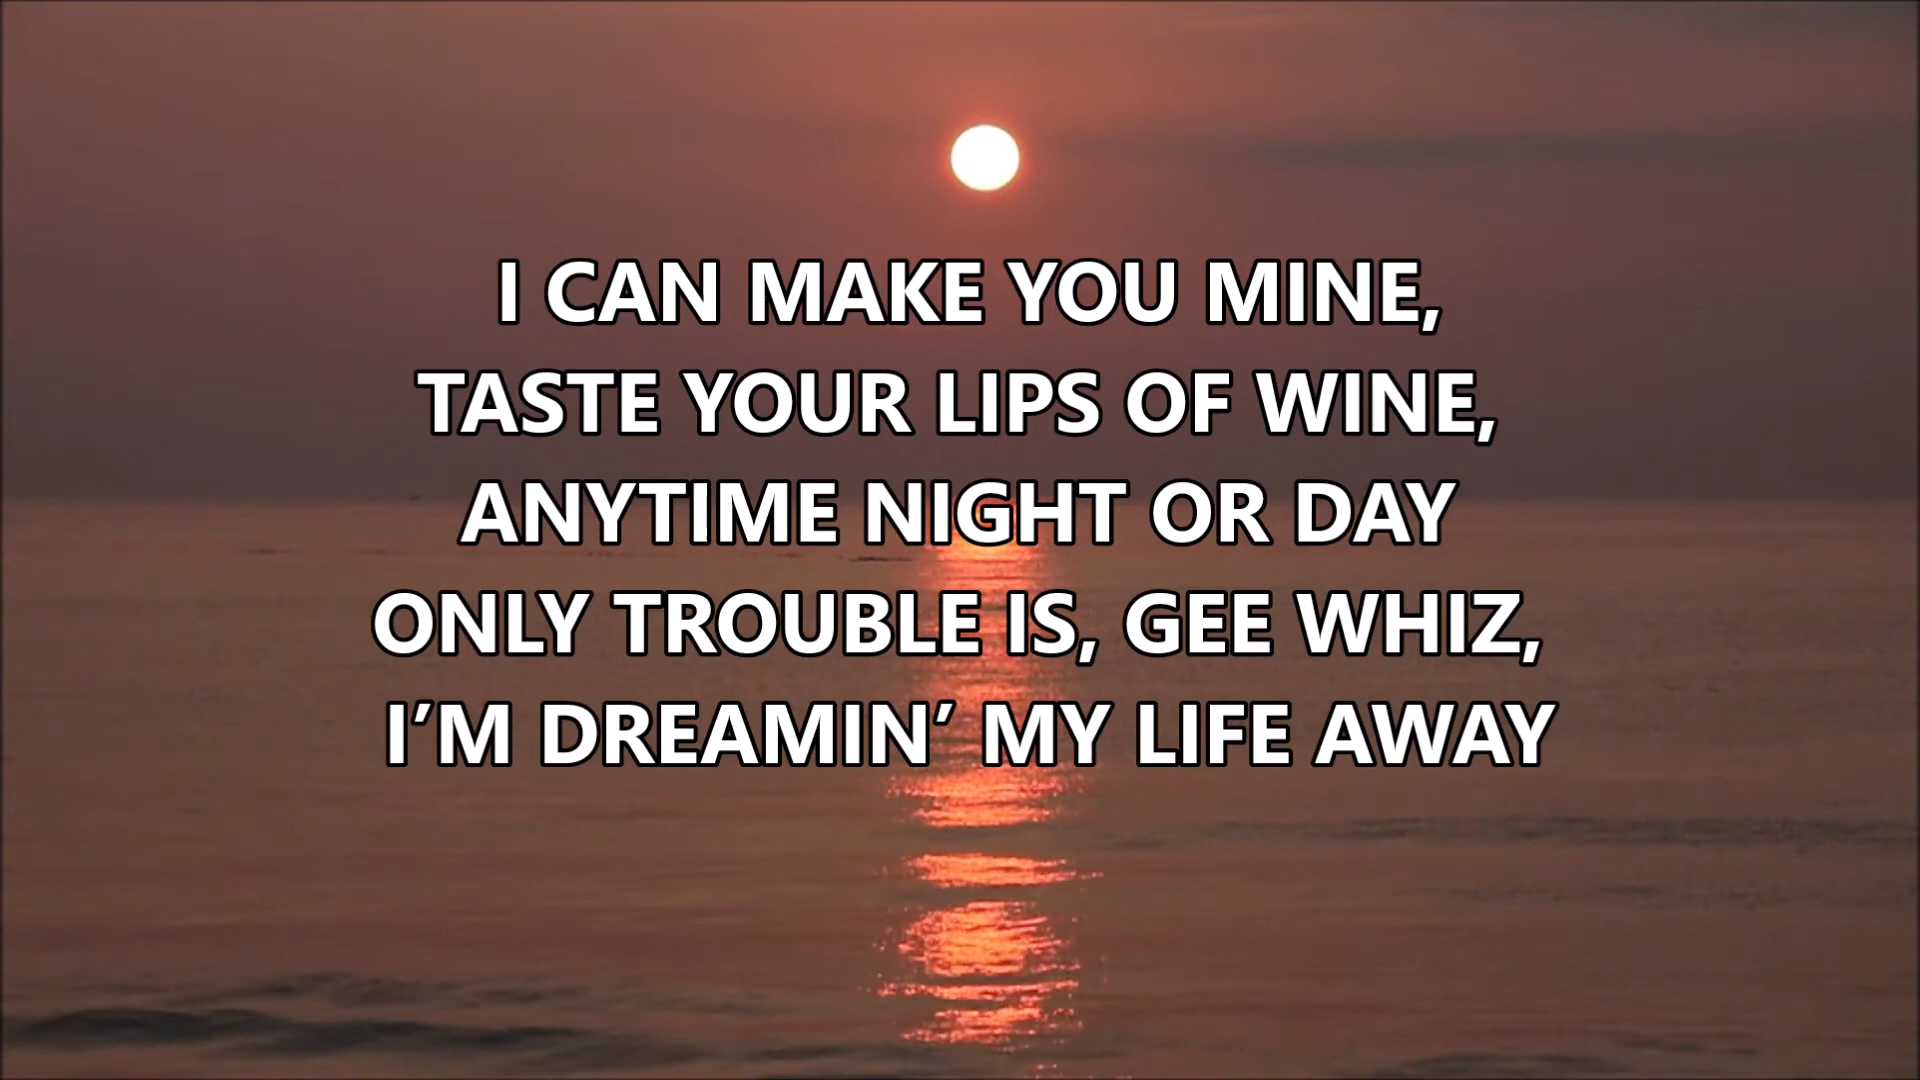 I CAN MAKE YOU MINE,
TASTE YOUR LIPS OF WINE,
ANYTIME NIGHT OR DAY
ONLY TROUBLE IS, GEE WHIZ,
I’M DREAMIN’ MY LIFE AWAY